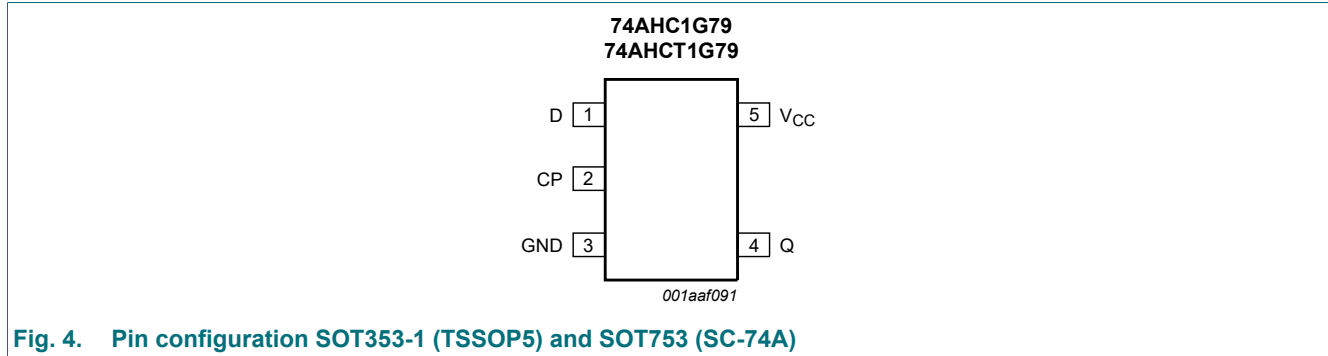 74AHC1G79
74AHCT1G79
D 1
5 VCC
CP 2
GND 3
4 Q
001aaf091
Fig. 4. Pin configuration SOT353-1 (TSSOP5) and SOT753 (SC-74A)